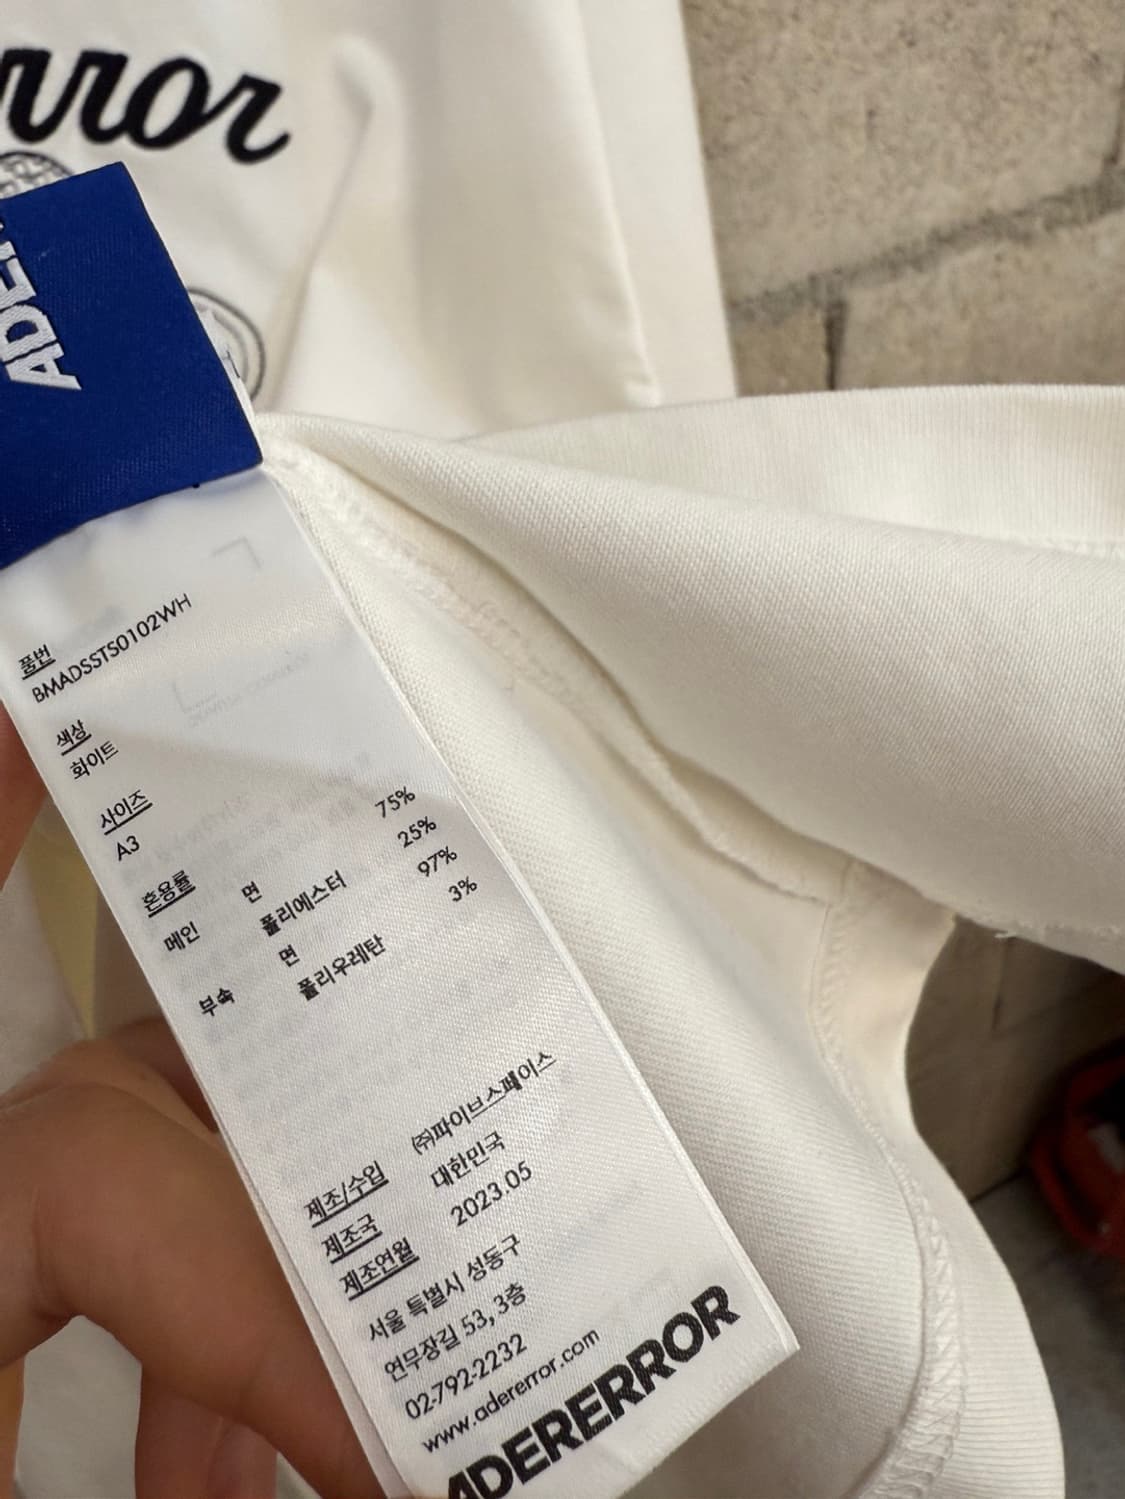 rror
ADER
품번
BMADSSTS0102WH
색상
화이트
사이즈
A3
혼용률
메인 면 75%
폴리에스터 25%
부속 면 97%
폴리우레탄 3%
제조/수입 ㈜파이브스페이스
제조국 대한민국
제조연월 2023.05
서울 특별시 성동구
연무장길 53, 3층
02-792-2232
www.adererror.com
ADERERROR